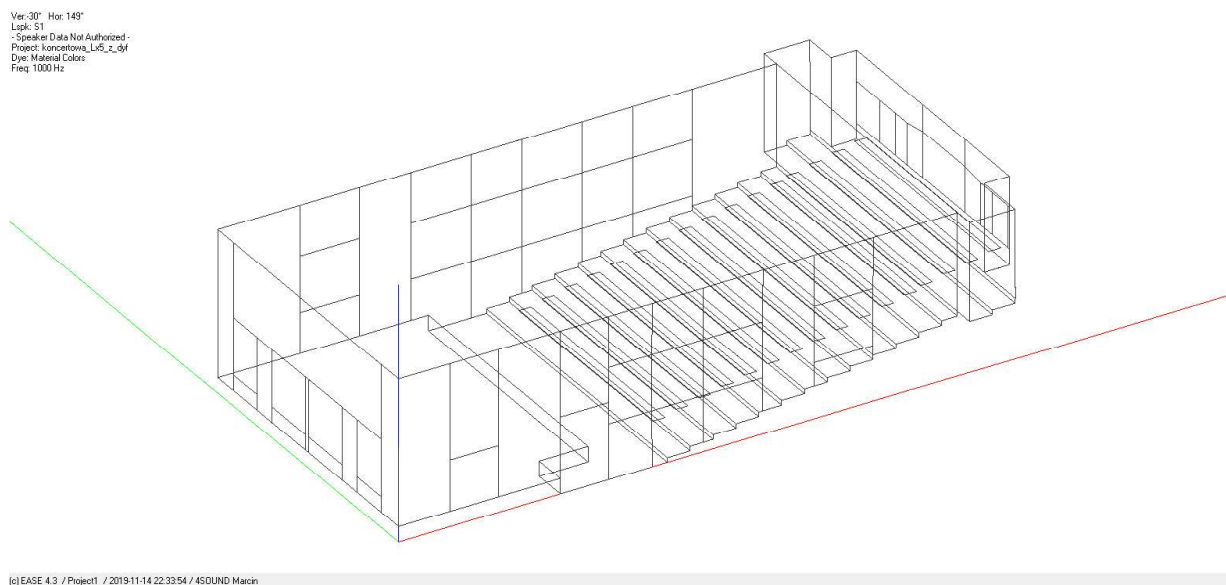 Ver:-30°  Hor: 149°
Lspk: S1
- Speaker Data Not Authorized -
Project: koncertowa_Lx5_z_dyf
Dye: Material Colors
Freq: 1000 Hz
(c) EASE 4.3  / Project1  / 2019-11-14 22:33:54 / 4SOUND Marcin